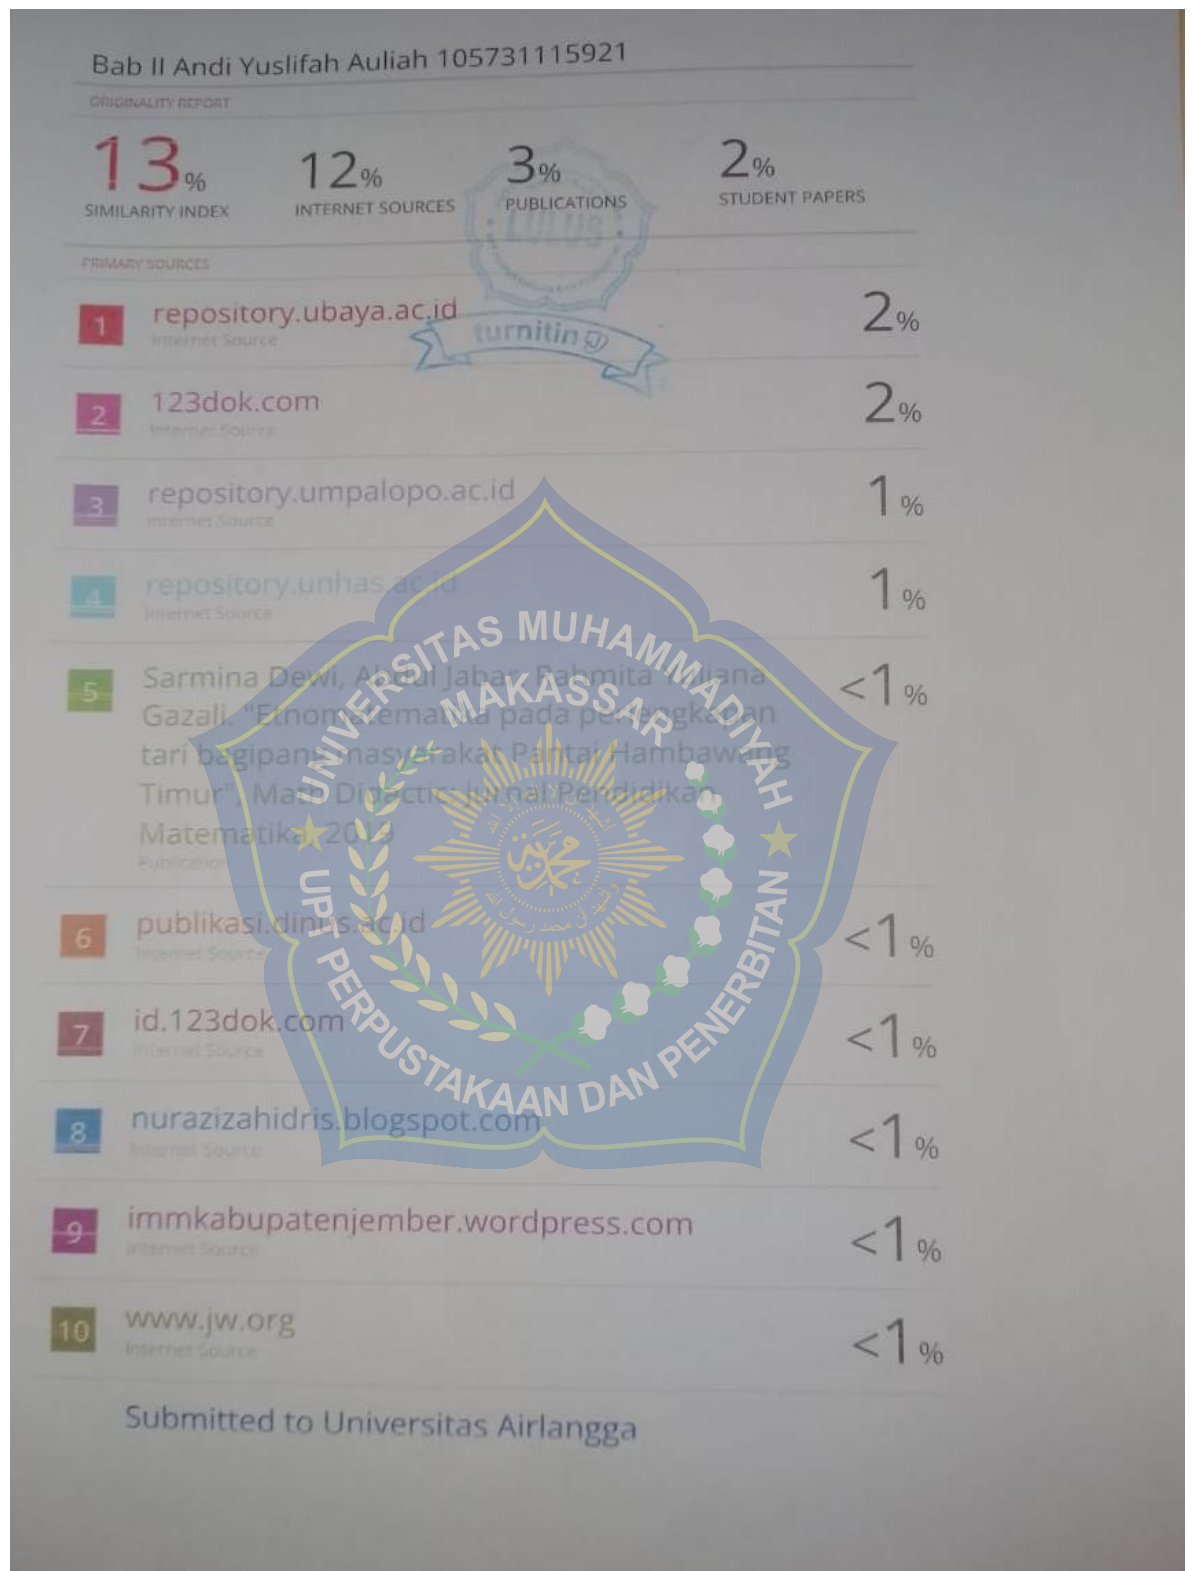 Bab II Andi Yuslifah Auliah 105731115921
ORIGINALITY REPORT
13%
SIMILARITY INDEX
12%
INTERNET SOURCES
3%
PUBLICATIONS
2%
STUDENT PAPERS
LULUS
turnitin
PRIMARY SOURCES
1 repository.ubaya.ac.id 2%
Internet Source
2 123dok.com 2%
Internet Source
3 repository.umpalopo.ac.id 1%
Internet Source
4 repository.unhas.ac.id 1%
Internet Source
5 Sarmina Dewi, Abdul Jabar, Rahmita Yuliana <1%
Gazali. "Etnomatematika pada perlengkapan
tari bagipang masyarakat Pantai Hambawang
Timur", Math Didactic: Jurnal Pendidikan
Matematika, 2019
Publication
6 publikasi.dinus.ac.id <1%
Internet Source
7 id.123dok.com <1%
Internet Source
8 nurazizahidris.blogspot.com <1%
Internet Source
9 immkabupatenjember.wordpress.com <1%
Internet Source
10 www.jw.org <1%
Internet Source
Submitted to Universitas Airlangga
UNIVERSITAS MUHAMMADIYAH
MAKASSAR
UPT PERPUSTAKAAN DAN PENERBITAN
محمدية